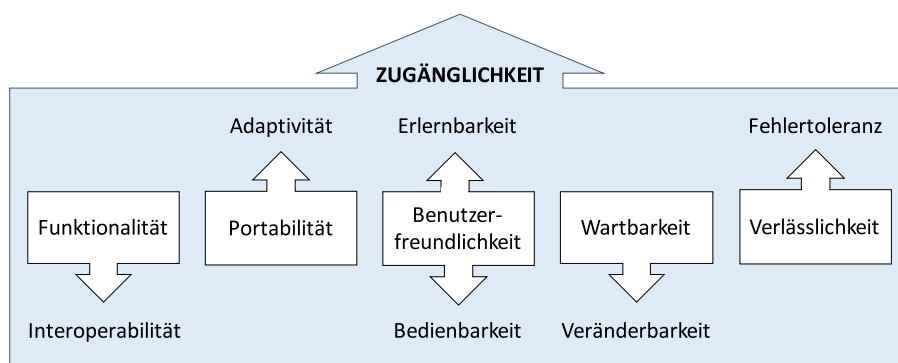 ZUGÄNGLICHKEIT
Adaptivität
Erlernbarkeit
Fehlertoleranz
Funktionalität
Portabilität
Benutzer-
freundlichkeit
Wartbarkeit
Verlässlichkeit
Interoperabilität
Bedienbarkeit
Veränderbarkeit